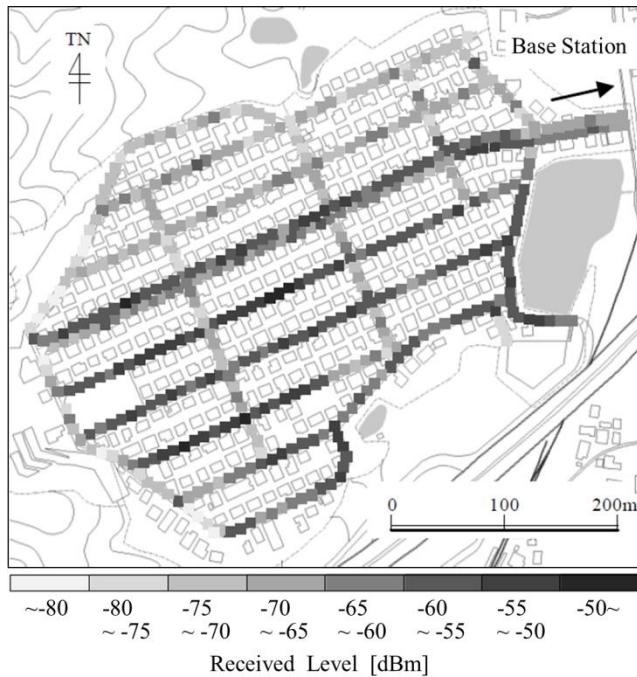 TN
Base Station
0 100 200m
~-80 -80 -75 -70 -65 -60 -55 -50~
~ -75 ~ -70 ~ -65 ~ -60 ~ -55 ~ -50
Received Level [dBm]